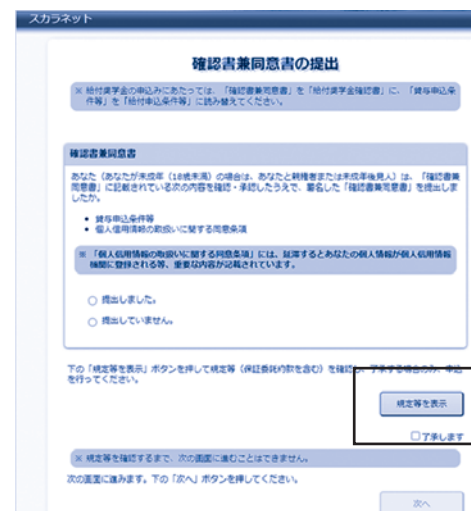 スカラネット
確認書兼同意書の提出
※ 給付奨学金の申込みにあたっては、「確認書兼同意書」を「給付奨学金確認書」に、「貸与申込条
件等」を「給付申込条件等」に読み替えてください。
確認書兼同意書
あなた（あなたが未成年（18歳未満）の場合は、あなたと親権者または未成年後見人）は、「確認書兼
同意書」に記載されている次の内容を確認・承認したうえで、署名した「確認書兼同意書」を提出しま
したか。
• 貸与申込条件等
• 個人信用情報の取扱いに関する同意条項
※ 「個人信用情報の取扱いに関する同意条項」には、延滞するとあなたの個人情報が個人信用情報
機関に登録される等、重要な内容が記載されています。
提出しました。
提出していません。
下の「規定等を表示」ボタンを押して規定等（保証委託約款を含む）を確認し、了承する場合のみ、申込
を行ってください。
規定等を表示
了承します
※ 規定等を確認するまで、次の画面に進むことはできません。
次の画面に進みます。下の「次へ」ボタンを押してください。
次へ